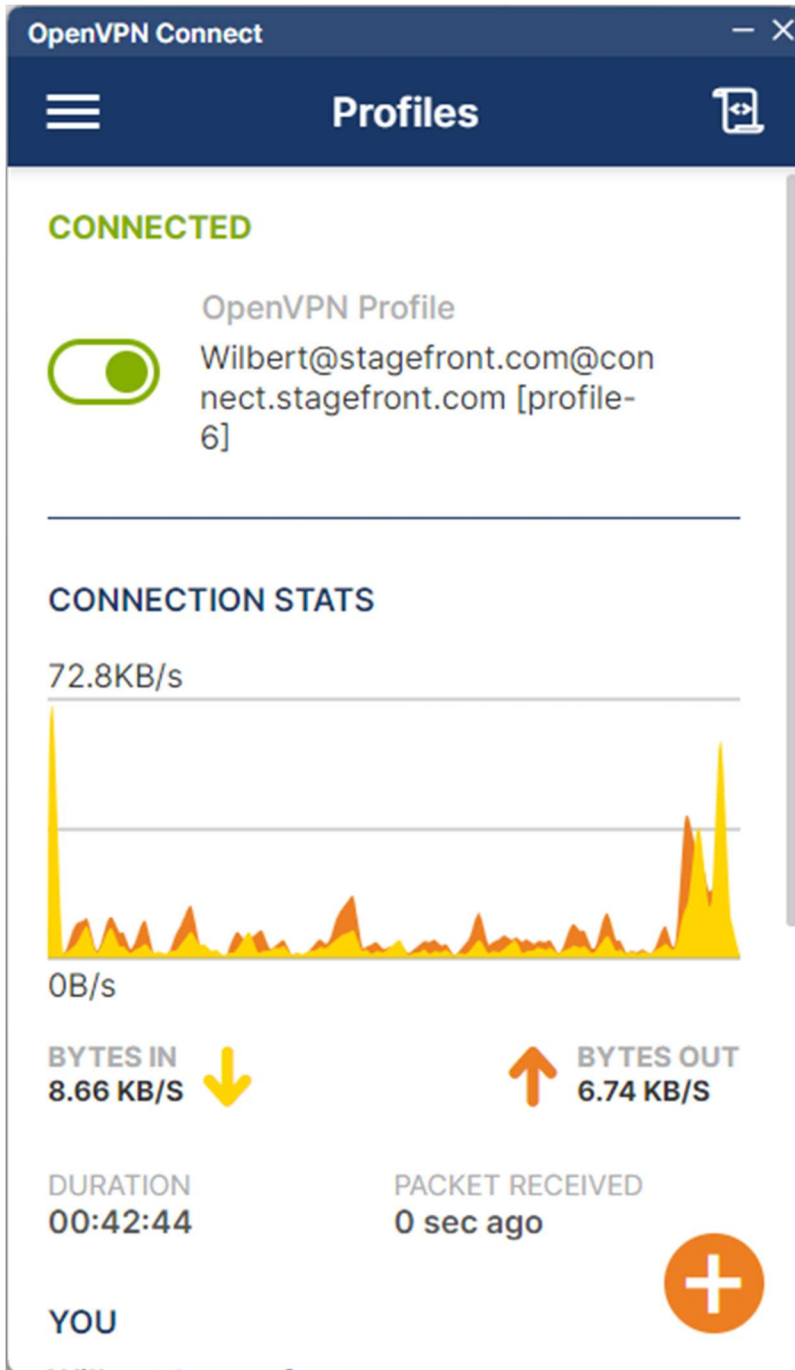 OpenVPN Connect
Profiles
CONNECTED
OpenVPN Profile
Wilbert@stagefront.com@con
nect.stagefront.com [profile-
6]
CONNECTION STATS
72.8KB/s
0B/s
BYTES IN
8.66 KB/S
BYTES OUT
6.74 KB/S
DURATION
00:42:44
PACKET RECEIVED
0 sec ago
YOU